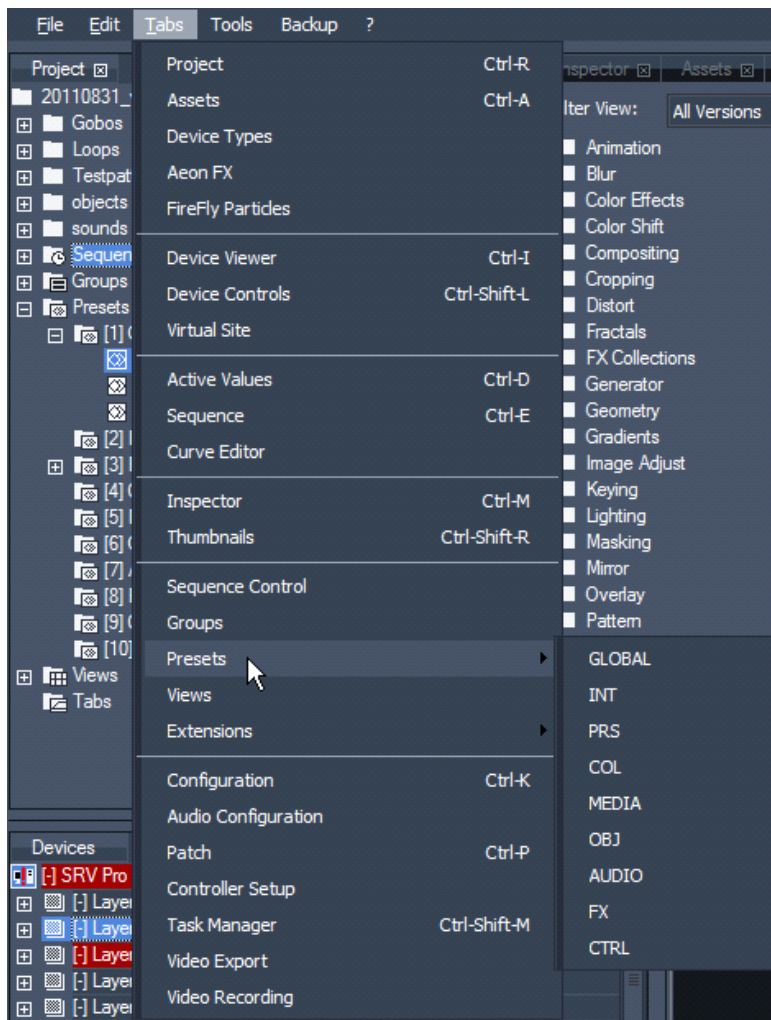 File Edit Tabs Tools Backup ?
Project
20110831_
Gobos
Loops
Testpat
objects
sounds
Sequen
Groups
Presets
[1]
[2]
[3]
[4]
[5]
[6]
[7]
[8]
[9]
[10]
Views
Tabs
Devices
[-] SRV Pro
[-] Layer
[-] Layer
[-] Layer
[-] Layer
[-] Layer
Project Ctrl-R
Assets Ctrl-A
Device Types
Aeon FX
FireFly Particles
Device Viewer Ctrl-I
Device Controls Ctrl-Shift-L
Virtual Site
Active Values Ctrl-D
Sequence Ctrl-E
Curve Editor
Inspector Ctrl-M
Thumbnails Ctrl-Shift-R
Sequence Control
Groups
Presets
Views
Extensions
Configuration Ctrl-K
Audio Configuration
Patch Ctrl-P
Controller Setup
Task Manager Ctrl-Shift-M
Video Export
Video Recording
nspector Assets
lter View: All Versions
Animation
Blur
Color Effects
Color Shift
Compositing
Cropping
Distort
Fractals
FX Collections
Generator
Geometry
Gradients
Image Adjust
Keying
Lighting
Masking
Mirror
Overlay
Pattern
GLOBAL
INT
PRS
COL
MEDIA
OBJ
AUDIO
FX
CTRL